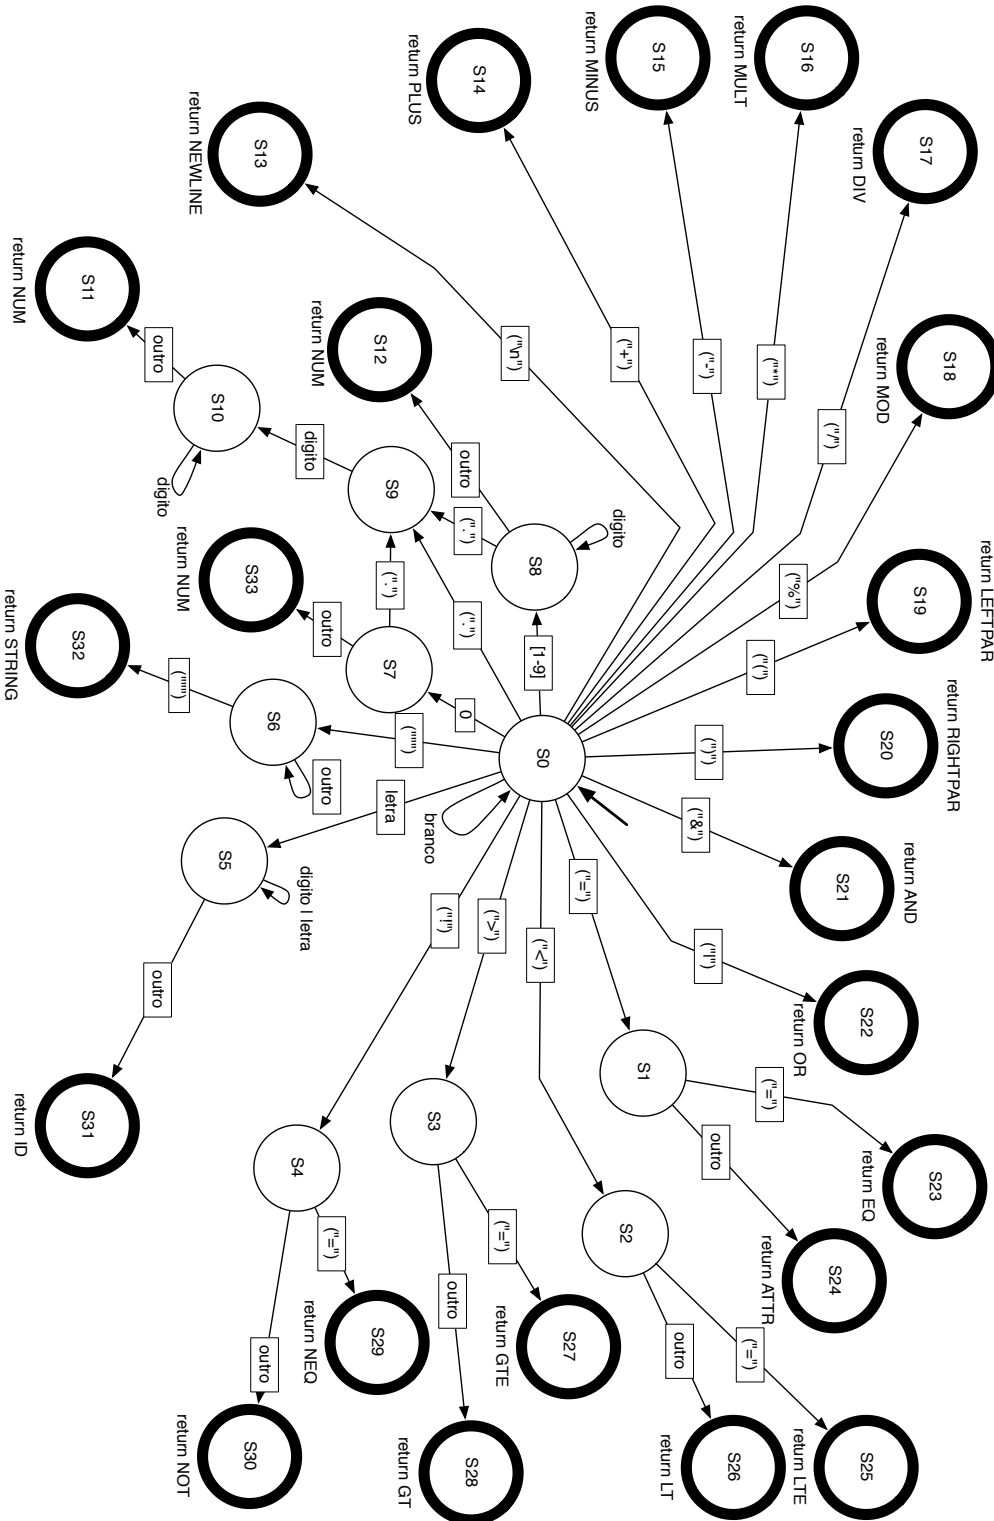 S16
return MULT
S15
return MINUS
S14
return PLUS
S17
return DIV
S13
return NEWLINE
S18
return MOD
S11
return NUM
S12
return NUM
S19
return LEFTPAR
S20
return RIGHTPAR
S21
return AND
S22
return OR
S23
return EQ
S24
return ATTR
S25
return LTE
S26
return LT
S27
return GTE
S28
return GT
S29
return NEQ
S30
return NOT
S31
return ID
S32
return STRING
S33
return NUM
S0
S1
S2
S3
S4
S5
S6
S7
S8
S9
S10
("\n")
("+")
("-")
("*")
("/")
("%")
("(")
(")")
("&")
("|")
("=")
("<")
(">")
("!")
branco
letra
(""")
0
(".")
[1-9]
digito
outro
(".")
(".")
outro
digito
digito
outro
(""")
outro
digito | letra
outro
("=")
outro
("=")
outro
("=")
outro
("=")
outro